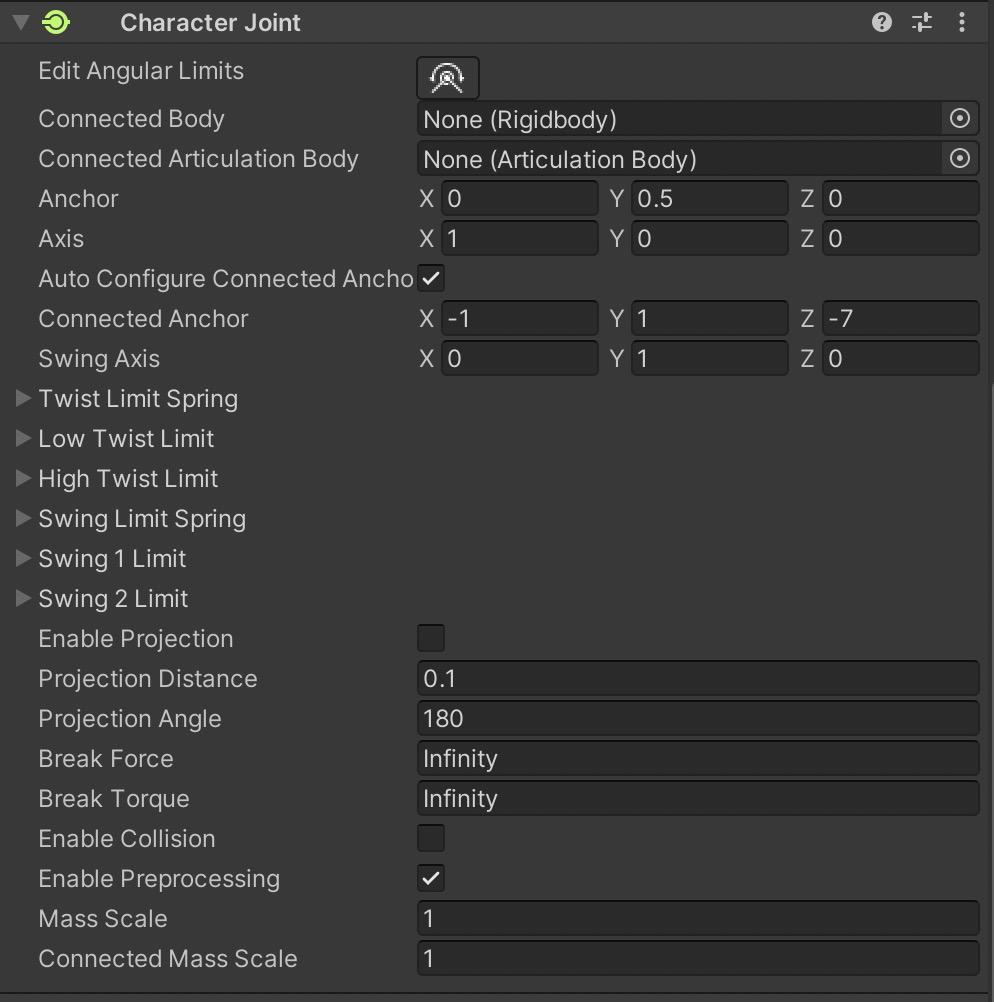 Character Joint
Edit Angular Limits
Connected Body None (Rigidbody)
Connected Articulation Body None (Articulation Body)
Anchor X 0 Y 0.5 Z 0
Axis X 1 Y 0 Z 0
Auto Configure Connected Ancho
Connected Anchor X -1 Y 1 Z -7
Swing Axis X 0 Y 1 Z 0
Twist Limit Spring
Low Twist Limit
High Twist Limit
Swing Limit Spring
Swing 1 Limit
Swing 2 Limit
Enable Projection
Projection Distance 0.1
Projection Angle 180
Break Force Infinity
Break Torque Infinity
Enable Collision
Enable Preprocessing
Mass Scale 1
Connected Mass Scale 1